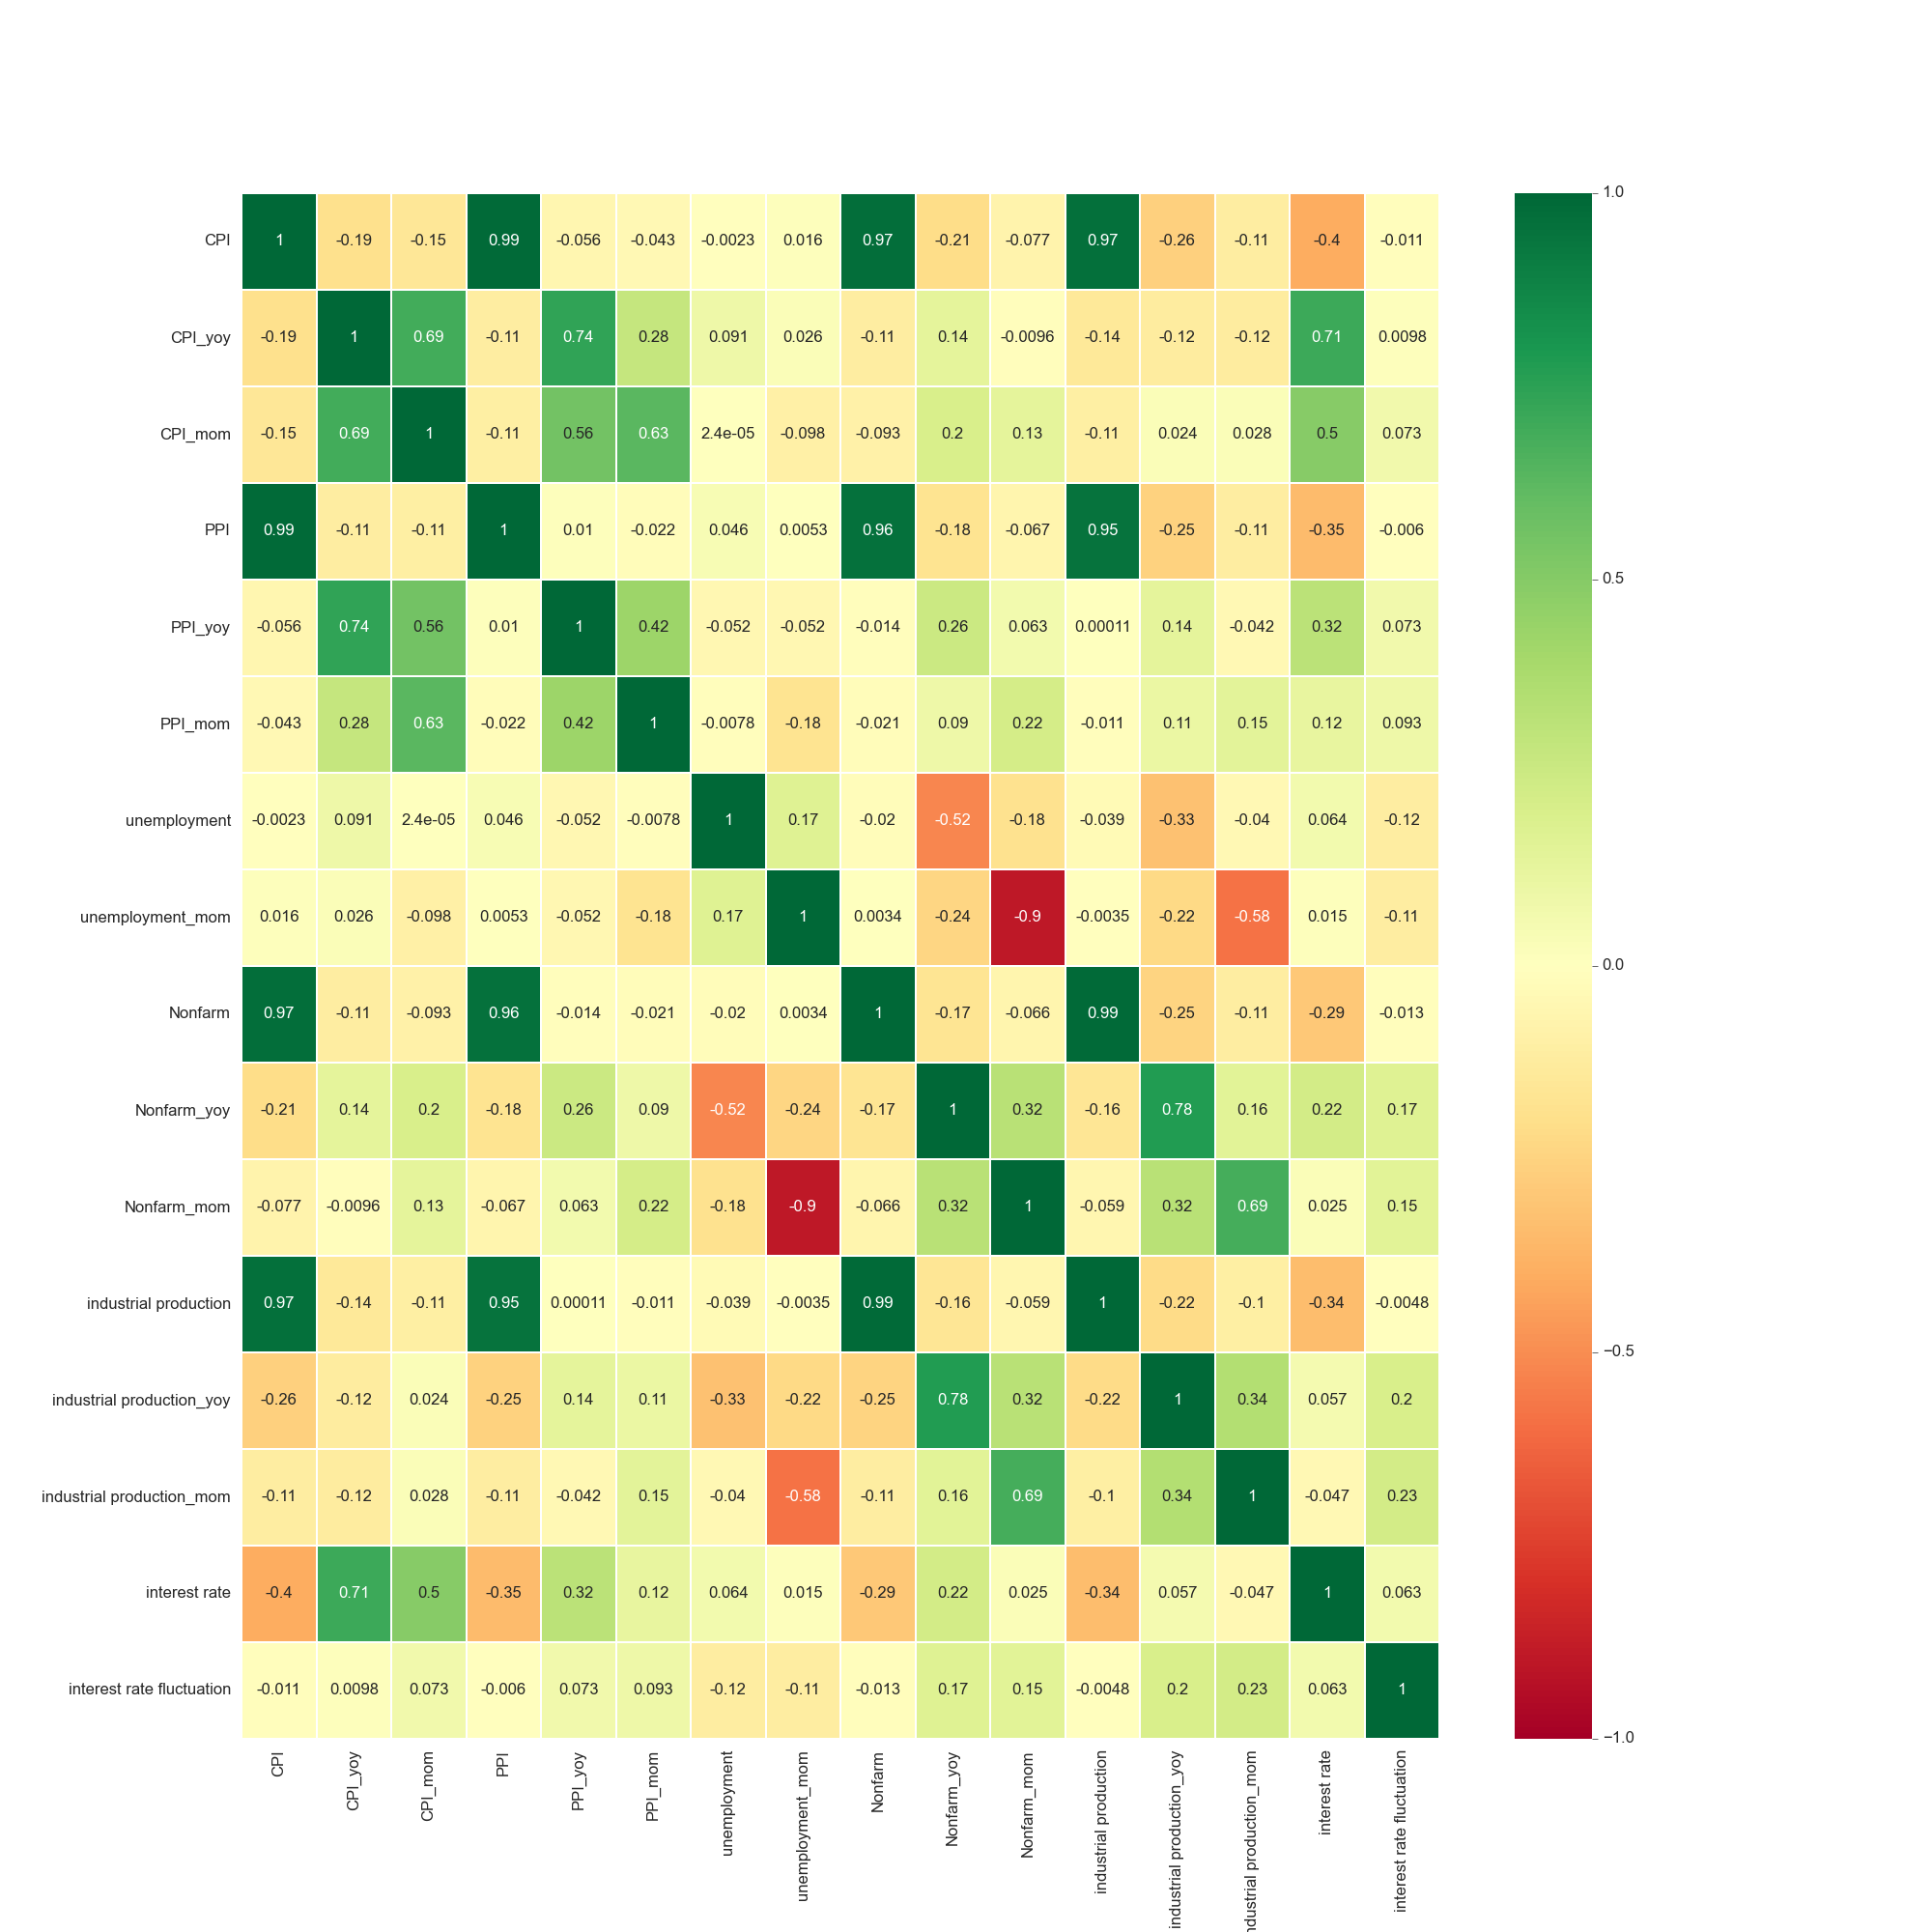 CPI 1 -0.19 -0.15 0.99 -0.056 -0.043 -0.0023 0.016 0.97 -0.21 -0.077 0.97 -0.26 -0.11 -0.4 -0.011
CPI_yoy -0.19 1 0.69 -0.11 0.74 0.28 0.091 0.026 -0.11 0.14 -0.0096 -0.14 -0.12 -0.12 0.71 0.0098
CPI_mom -0.15 0.69 1 -0.11 0.56 0.63 2.4e-05 -0.098 -0.093 0.2 0.13 -0.11 0.024 0.028 0.5 0.073
PPI 0.99 -0.11 -0.11 1 0.01 -0.022 0.046 0.0053 0.96 -0.18 -0.067 0.95 -0.25 -0.11 -0.35 -0.006
PPI_yoy -0.056 0.74 0.56 0.01 1 0.42 -0.052 -0.052 -0.014 0.26 0.063 0.00011 0.14 -0.042 0.32 0.073
PPI_mom -0.043 0.28 0.63 -0.022 0.42 1 -0.0078 -0.18 -0.021 0.09 0.22 -0.011 0.11 0.15 0.12 0.093
unemployment -0.0023 0.091 2.4e-05 0.046 -0.052 -0.0078 1 0.17 -0.02 -0.52 -0.18 -0.039 -0.33 -0.04 0.064 -0.12
unemployment_mom 0.016 0.026 -0.098 0.0053 -0.052 -0.18 0.17 1 0.0034 -0.24 -0.9 -0.0035 -0.22 -0.58 0.015 -0.11
Nonfarm 0.97 -0.11 -0.093 0.96 -0.014 -0.021 -0.02 0.0034 1 -0.17 -0.066 0.99 -0.25 -0.11 -0.29 -0.013
Nonfarm_yoy -0.21 0.14 0.2 -0.18 0.26 0.09 -0.52 -0.24 -0.17 1 0.32 -0.16 0.78 0.16 0.22 0.17
Nonfarm_mom -0.077 -0.0096 0.13 -0.067 0.063 0.22 -0.18 -0.9 -0.066 0.32 1 -0.059 0.32 0.69 0.025 0.15
industrial production 0.97 -0.14 -0.11 0.95 0.00011 -0.011 -0.039 -0.0035 0.99 -0.16 -0.059 1 -0.22 -0.1 -0.34 -0.0048
industrial production_yoy -0.26 -0.12 0.024 -0.25 0.14 0.11 -0.33 -0.22 -0.25 0.78 0.32 -0.22 1 0.34 0.057 0.2
industrial production_mom -0.11 -0.12 0.028 -0.11 -0.042 0.15 -0.04 -0.58 -0.11 0.16 0.69 -0.1 0.34 1 -0.047 0.23
interest rate -0.4 0.71 0.5 -0.35 0.32 0.12 0.064 0.015 -0.29 0.22 0.025 -0.34 0.057 -0.047 1 0.063
interest rate fluctuation -0.011 0.0098 0.073 -0.006 0.073 0.093 -0.12 -0.11 -0.013 0.17 0.15 -0.0048 0.2 0.23 0.063 1
CPI
CPI_yoy
CPI_mom
PPI
PPI_yoy
PPI_mom
unemployment
unemployment_mom
Nonfarm
Nonfarm_yoy
Nonfarm_mom
industrial production
industrial production_yoy
ndustrial production_mom
interest rate
interest rate fluctuation
1.0
0.5
0.0
−0.5
−1.0